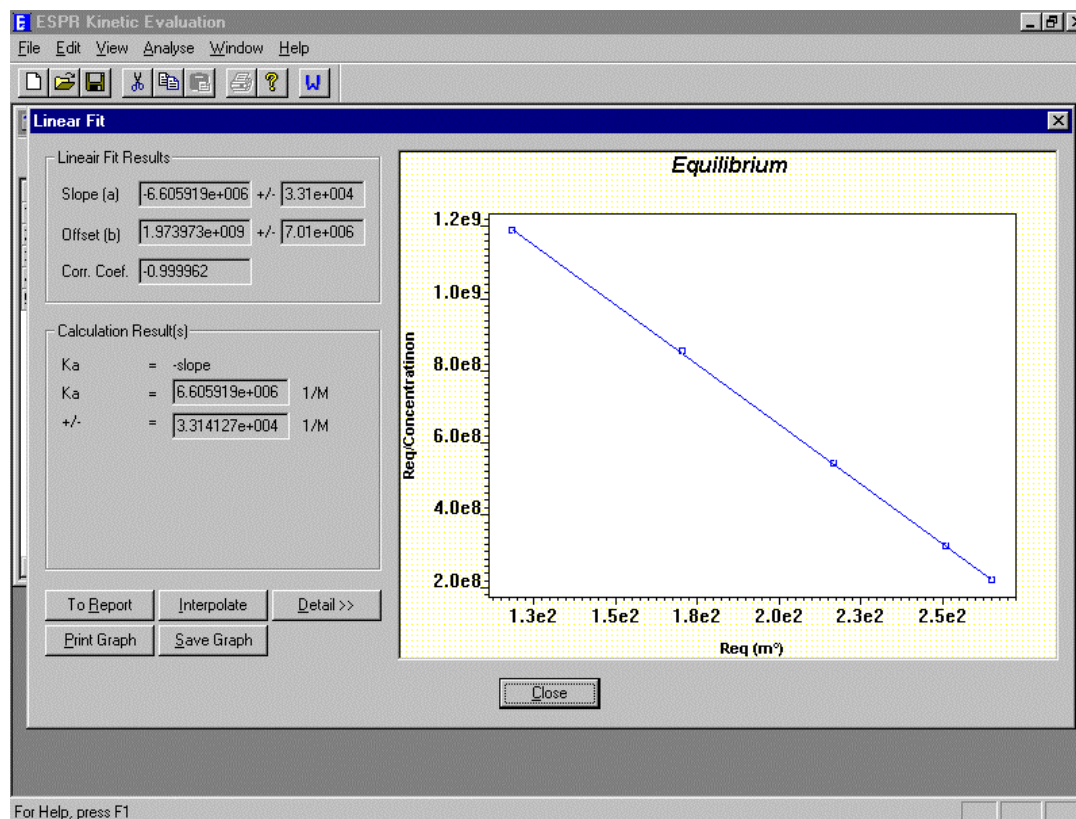 ESPR Kinetic Evaluation
File Edit View Analyse Window Help
Linear Fit
Lineair Fit Results
Slope (a) -6.605919e+006 +/- 3.31e+004
Offset (b) 1.973973e+009 +/- 7.01e+006
Corr. Coef. -0.999962
Calculation Result(s)
Ka = -slope
Ka = 6.605919e+006 1/M
+/- = 3.314127e+004 1/M
To Report Interpolate Detail >>
Print Graph Save Graph
Equilibrium
1.2e9
1.0e9
8.0e8
6.0e8
4.0e8
2.0e8
Req/Concentratinon
1.3e2 1.5e2 1.8e2 2.0e2 2.3e2 2.5e2
Req (m°)
Close
For Help, press F1